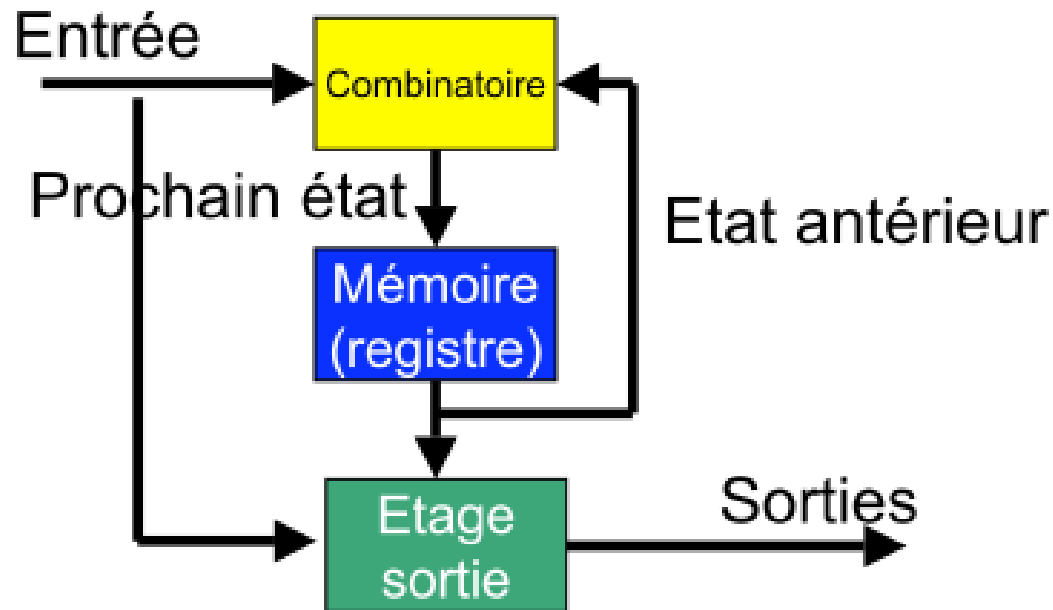 Entrée
Combinatoire
Prochain état
Etat antérieur
Mémoire
(registre)
Etage
sortie
Sorties